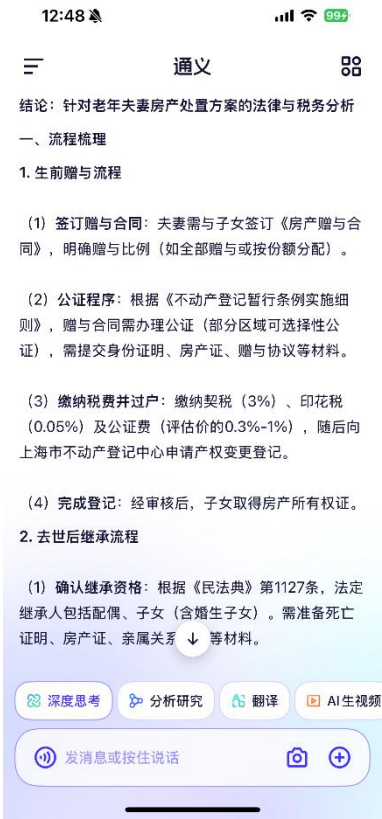 12:48
99+
通义
结论：针对老年夫妻房产处置方案的法律与税务分析
一、流程梳理
1. 生前赠与流程
（1）签订赠与合同：夫妻需与子女签订《房产赠与合
同》，明确赠与比例（如全部赠与或按份额分配）。
（2）公证程序：根据《不动产登记暂行条例实施细
则》，赠与合同需办理公证（部分区域可选择性公
证），需提交身份证明、房产证、赠与协议等材料。
（3）缴纳税费并过户：缴纳契税（3%）、印花税
（0.05%）及公证费（评估价的0.3%-1%），随后向
上海市不动产登记中心申请产权变更登记。
（4）完成登记：经审核后，子女取得房产所有权证。
2. 去世后继承流程
（1）确认继承资格：根据《民法典》第1127条，法定
继承人包括配偶、子女（含婚生子女）。需准备死亡
证明、房产证、亲属关系等材料。
深度思考
分析研究
翻译
AI生视频
发消息或按住说话